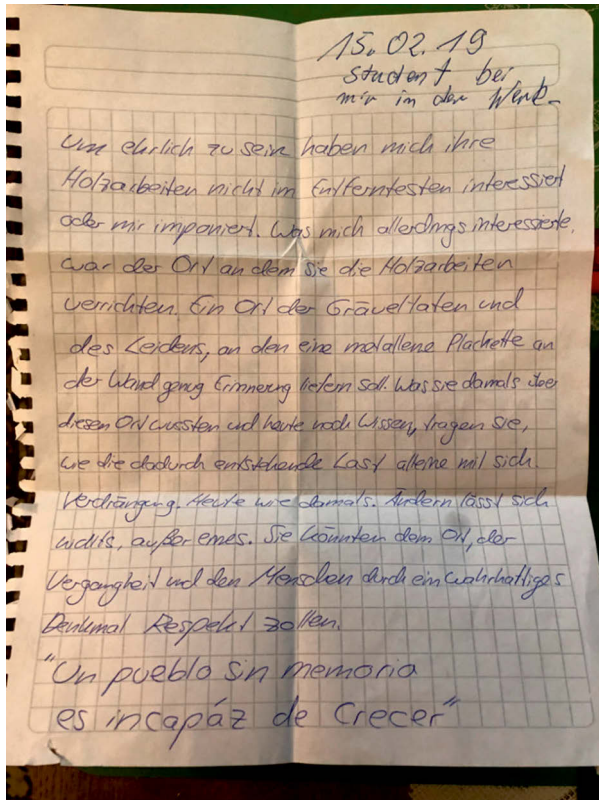 15.02.19
Student bei
mir in der Werk-
Um ehrlich zu sein haben mich ihre
Holzarbeiten nicht im Entferntesten interessiert
oder mir imponiert. Was mich allerdings interessierte,
war der Ort an dem sie die Holzarbeiten
verrichten. Ein Ort der Gräueltaten und
des Leidens, an den eine metallene Plachette an
der Wand genug Erinnerung liefern soll. Was sie damals über
diesen Ort wussten und heute noch wissen, tragen sie,
wie die dadurch entstehende Last alleine mit sich.
Verdrängung. Heute wie damals. Ändern lässt sich
nichts, außer eines. Sie könnten dem Ort, der
Vergangheit und den Menschen durch ein wahrhaftiges
Denkmal Respekt zollen.
"Un pueblo sin memoria
es incapáz de crecer"